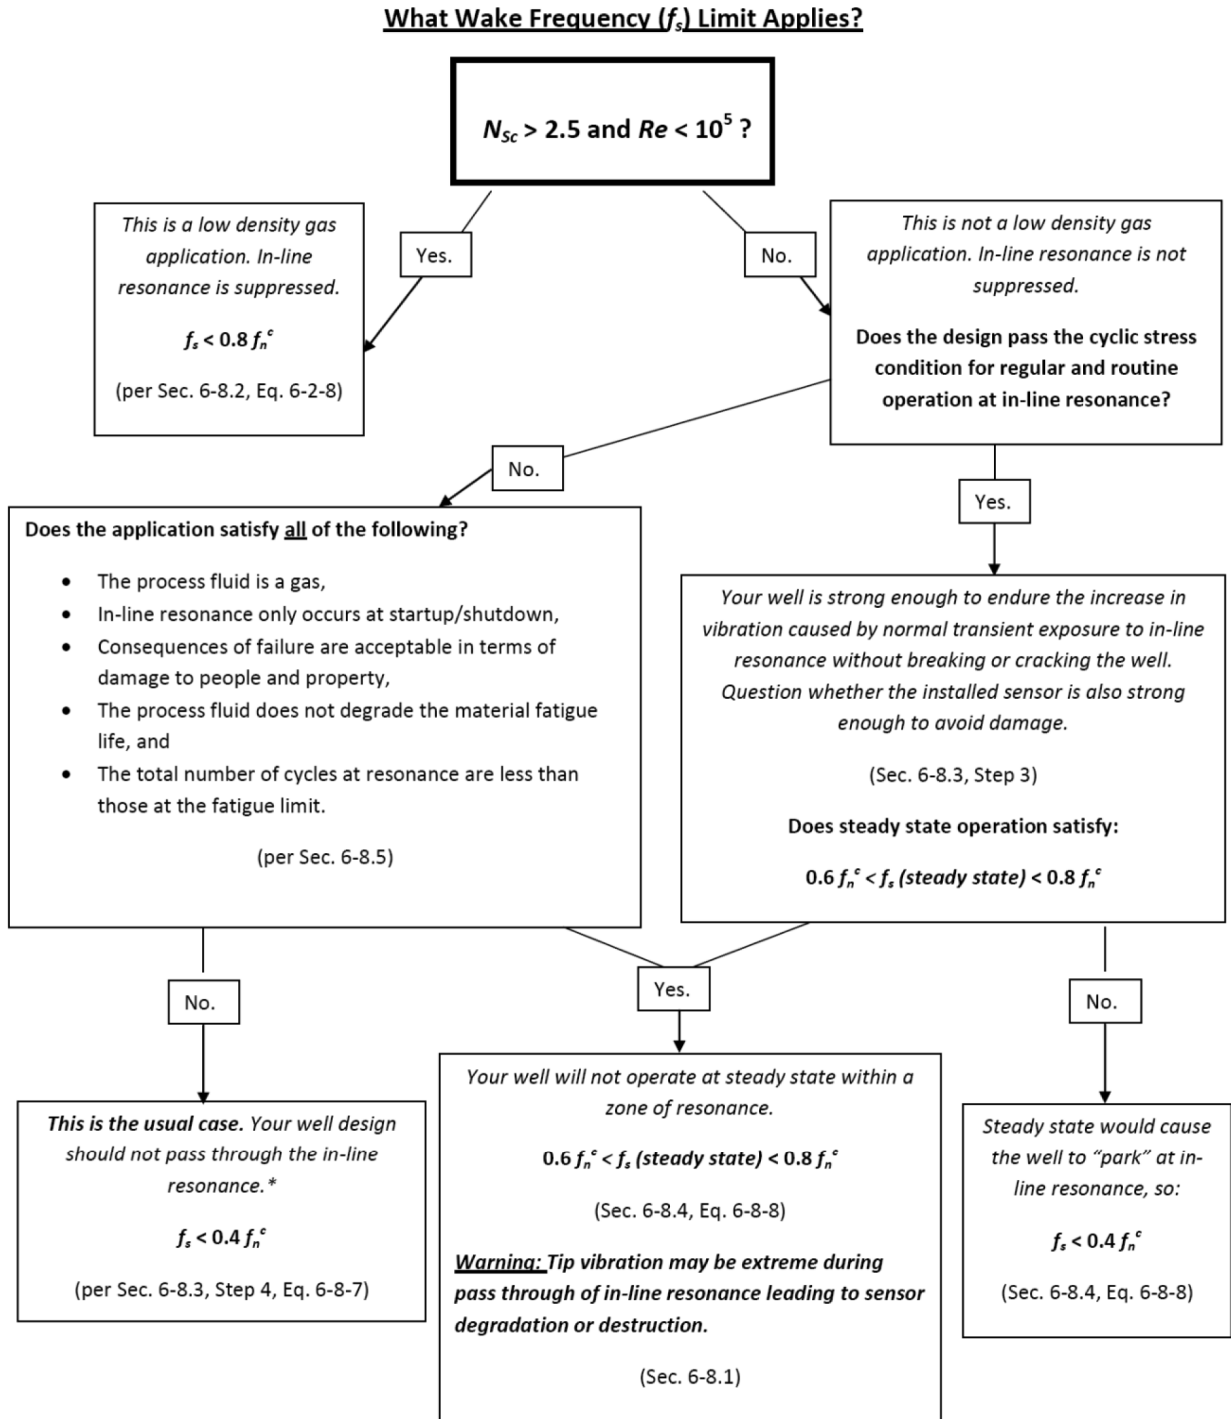 What Wake Frequency (fₛ) Limit Applies?
N_Sc > 2.5 and Re < 10⁵ ?
This is a low density gas
application. In-line
resonance is suppressed.
fₛ < 0.8 fₙᶜ
(per Sec. 6-8.2, Eq. 6-2-8)
Yes.
No.
This is not a low density gas
application. In-line resonance is not
suppressed.
Does the design pass the cyclic stress
condition for regular and routine
operation at in-line resonance?
No.
Yes.
Does the application satisfy all of the following?
• The process fluid is a gas,
• In-line resonance only occurs at startup/shutdown,
• Consequences of failure are acceptable in terms of
damage to people and property,
• The process fluid does not degrade the material fatigue
life, and
• The total number of cycles at resonance are less than
those at the fatigue limit.
(per Sec. 6-8.5)
Your well is strong enough to endure the increase in
vibration caused by normal transient exposure to in-line
resonance without breaking or cracking the well.
Question whether the installed sensor is also strong
enough to avoid damage.
(Sec. 6-8.3, Step 3)
Does steady state operation satisfy:
0.6 fₙᶜ < fₛ (steady state) < 0.8 fₙᶜ
No.
Yes.
No.
This is the usual case. Your well design
should not pass through the in-line
resonance.*
fₛ < 0.4 fₙᶜ
(per Sec. 6-8.3, Step 4, Eq. 6-8-7)
Your well will not operate at steady state within a
zone of resonance.
0.6 fₙᶜ < fₛ (steady state) < 0.8 fₙᶜ
(Sec. 6-8.4, Eq. 6-8-8)
Warning: Tip vibration may be extreme during
pass through of in-line resonance leading to sensor
degradation or destruction.
(Sec. 6-8.1)
Steady state would cause
the well to “park” at in-
line resonance, so:
fₛ < 0.4 fₙᶜ
(Sec. 6-8.4, Eq. 6-8-8)